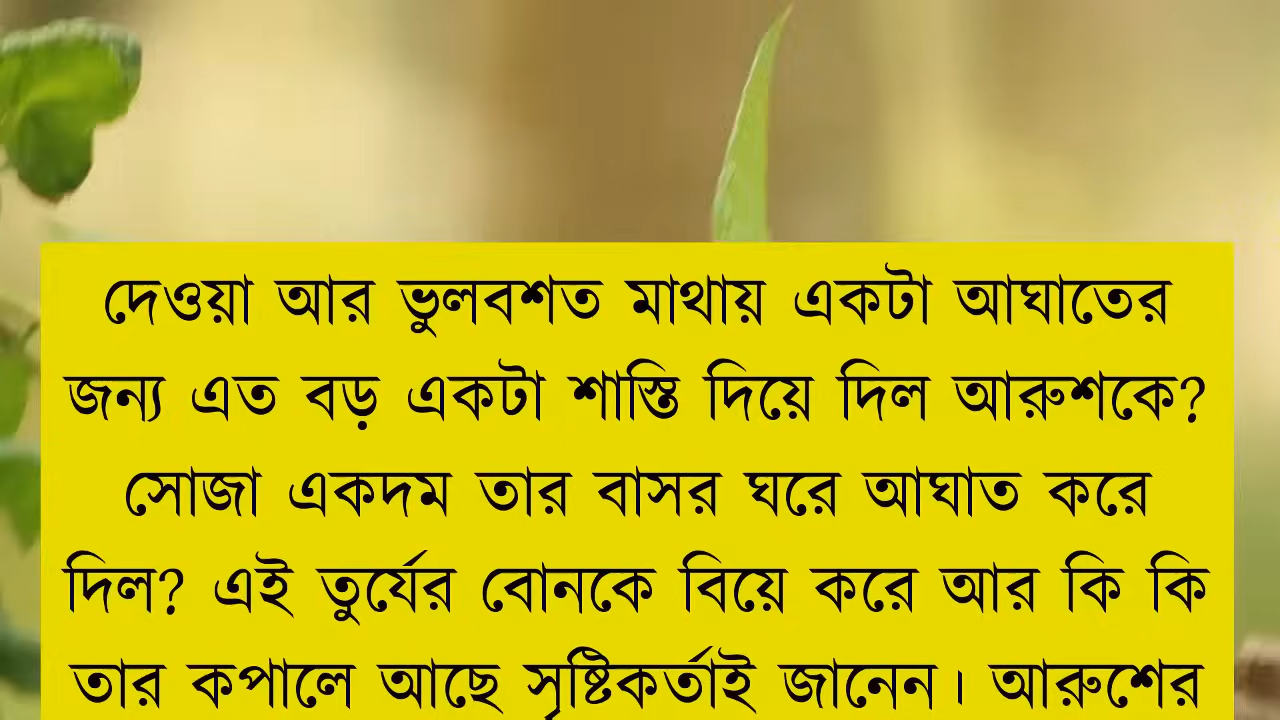 দেওয়া আর ভুলবশত মাথায় একটা আঘাতের
জন্য এত বড় একটা শাস্তি দিয়ে দিল আরুশকে?
সোজা একদম তার বাসর ঘরে আঘাত করে
দিল? এই তুর্যের বোনকে বিয়ে করে আর কি কি
তার কপালে আছে সৃষ্টিকর্তাই জানেন। আরুশের